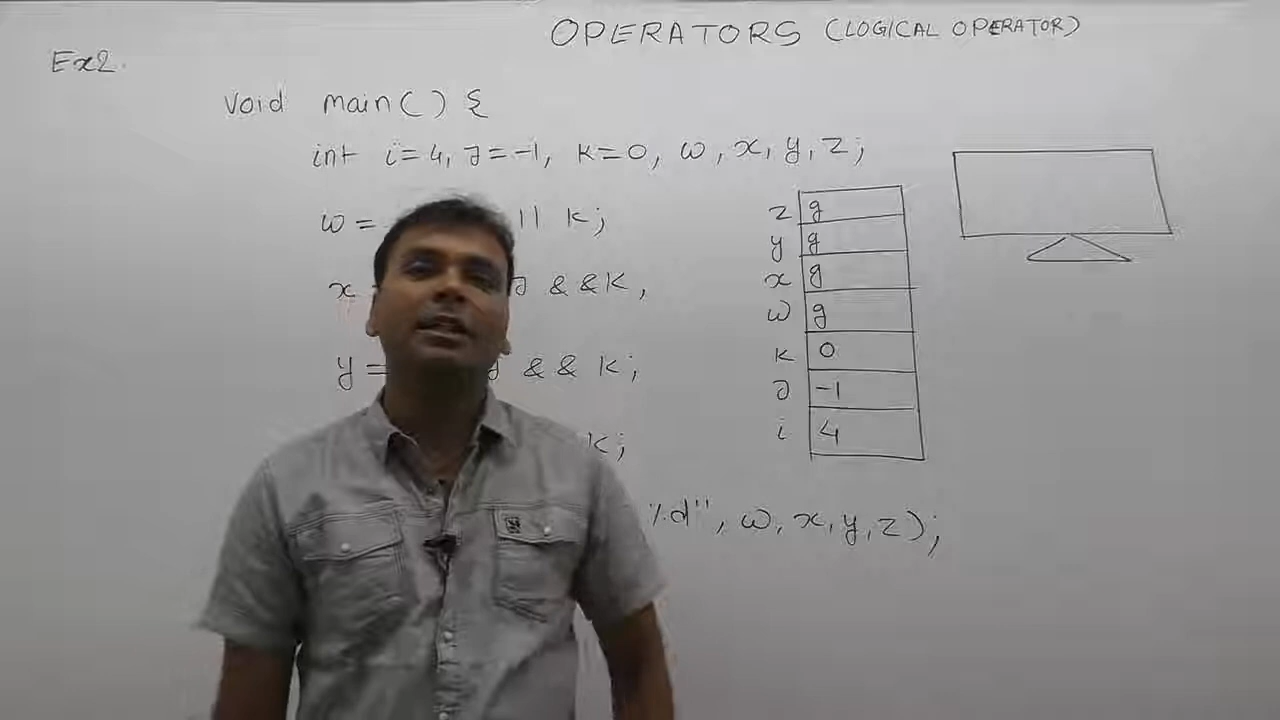 OPERATORS (LOGICAL OPERATOR)
Ex2.
void main() {
int i=4, j=-1, k=0, w, x, y, z;
w = || k;
x j &&k,
y = && k;
k;
%d", w, x, y, z);
z g
y g
x g
w g
k 0
j -1
i 4